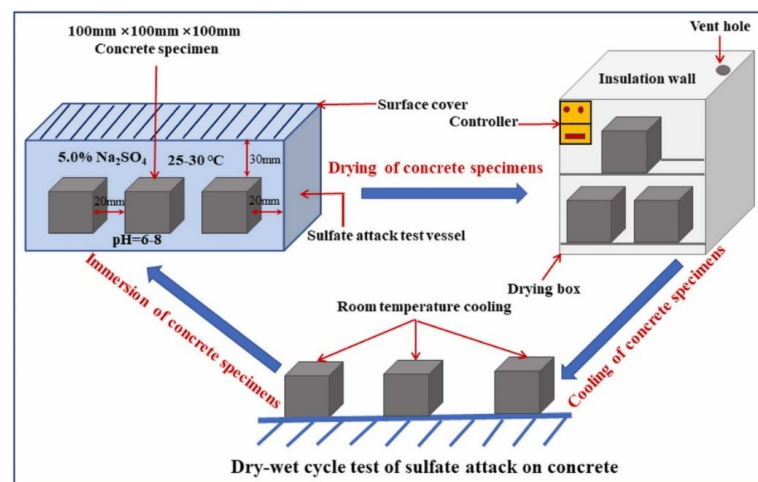 100mm ×100mm×100mm
Concrete specimen
Vent hole
Insulation wall
Surface cover
Controller
5.0% Na₂SO₄
25-30 °C
30mm
Drying of concrete specimens
20mm
20mm
pH=6-8
Sulfate attack test vessel
Drying box
Immersion of concrete specimens
Room temperature cooling
Cooling of concrete specimens
Dry-wet cycle test of sulfate attack on concrete